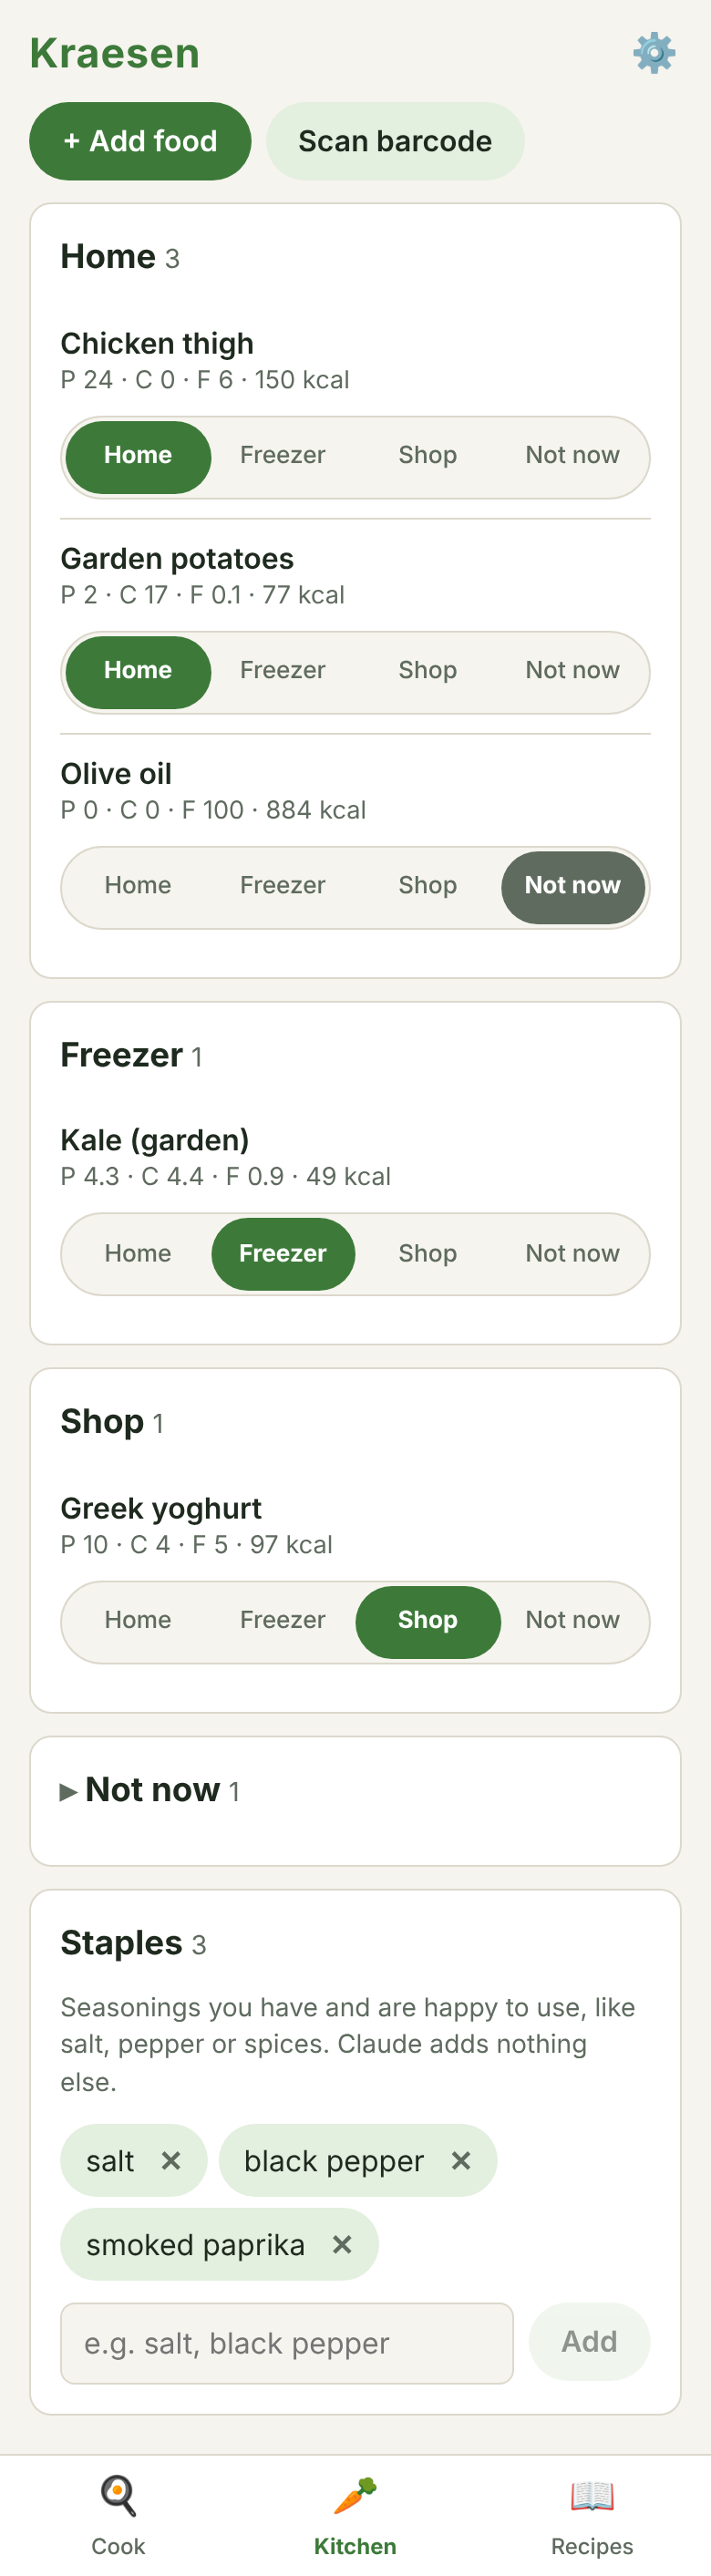 Kraesen
+ Add food
Scan barcode
Home 3
Chicken thigh
P 24 · C 0 · F 6 · 150 kcal
Home Freezer Shop Not now
Garden potatoes
P 2 · C 17 · F 0.1 · 77 kcal
Home Freezer Shop Not now
Olive oil
P 0 · C 0 · F 100 · 884 kcal
Home Freezer Shop Not now
Freezer 1
Kale (garden)
P 4.3 · C 4.4 · F 0.9 · 49 kcal
Home Freezer Shop Not now
Shop 1
Greek yoghurt
P 10 · C 4 · F 5 · 97 kcal
Home Freezer Shop Not now
▸ Not now 1
Staples 3
Seasonings you have and are happy to use, like
salt, pepper or spices. Claude adds nothing
else.
salt ✕ black pepper ✕
smoked paprika ✕
e.g. salt, black pepper Add
Cook Kitchen Recipes